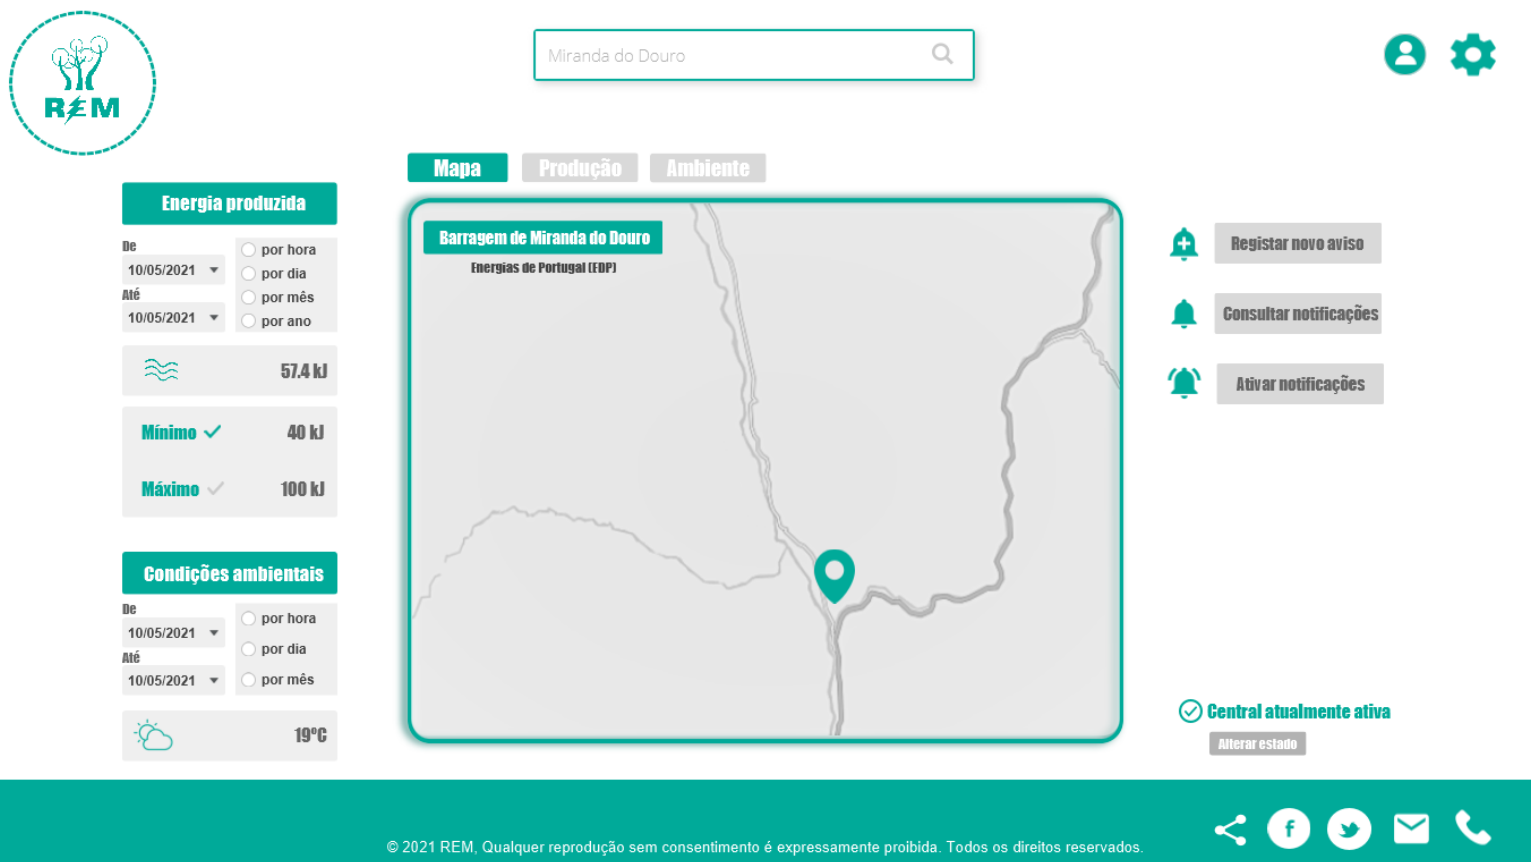 REM
Miranda do Douro
Mapa
Produção
Ambiente
Energia produzida
De
10/05/2021
Até
10/05/2021
por hora
por dia
por mês
por ano
57.4 kJ
Mínimo
40 kJ
Máximo
100 kJ
Condições ambientais
De
10/05/2021
Até
10/05/2021
por hora
por dia
por mês
19ºC
Barragem de Miranda do Douro
Energias de Portugal (EDP)
Registar novo aviso
Consultar notificações
Ativar notificações
Central atualmente ativa
Alterar estado
© 2021 REM, Qualquer reprodução sem consentimento é expressamente proibida. Todos os direitos reservados.